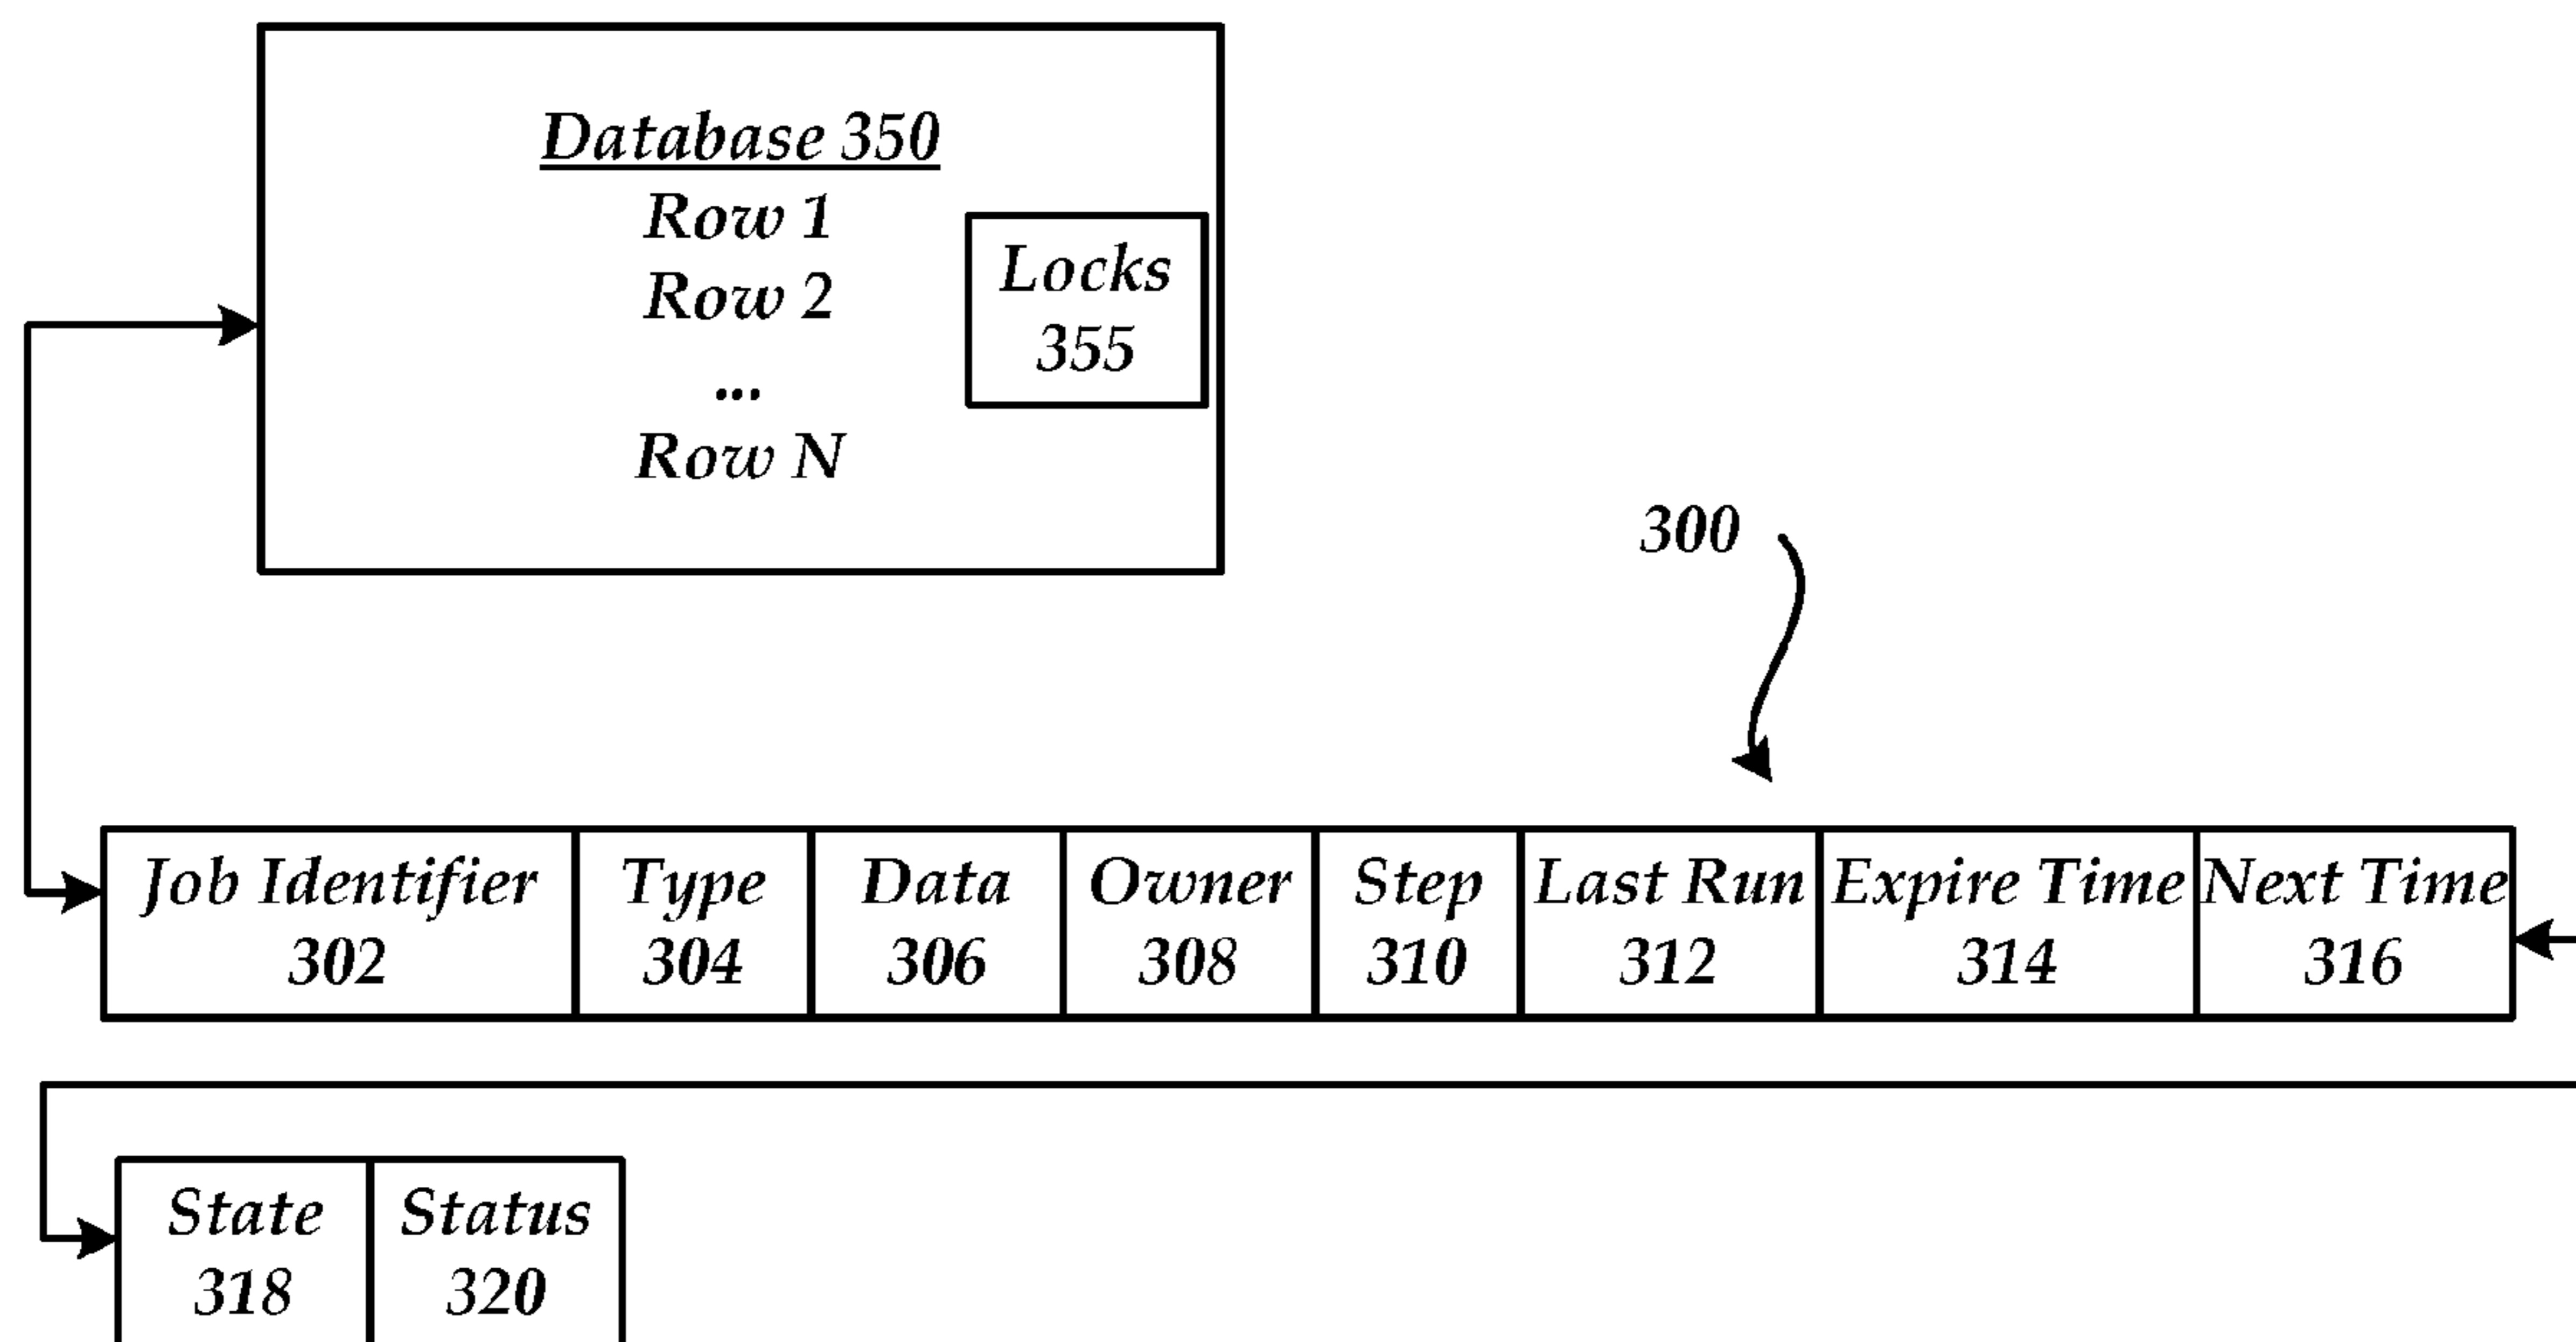 Database 350
Row 1
Row 2
...
Row N
Locks
355
300
Job Identifier
302
Type
304
Data
306
Owner
308
Step
310
Last Run
312
Expire Time
314
Next Time
316
State
318
Status
320